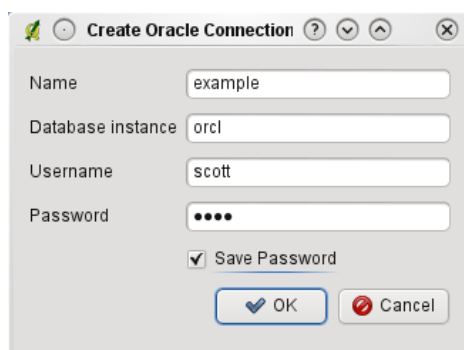 Create Oracle Connection
Name example
Database instance orcl
Username scott
Password ••••
Save Password
OK Cancel